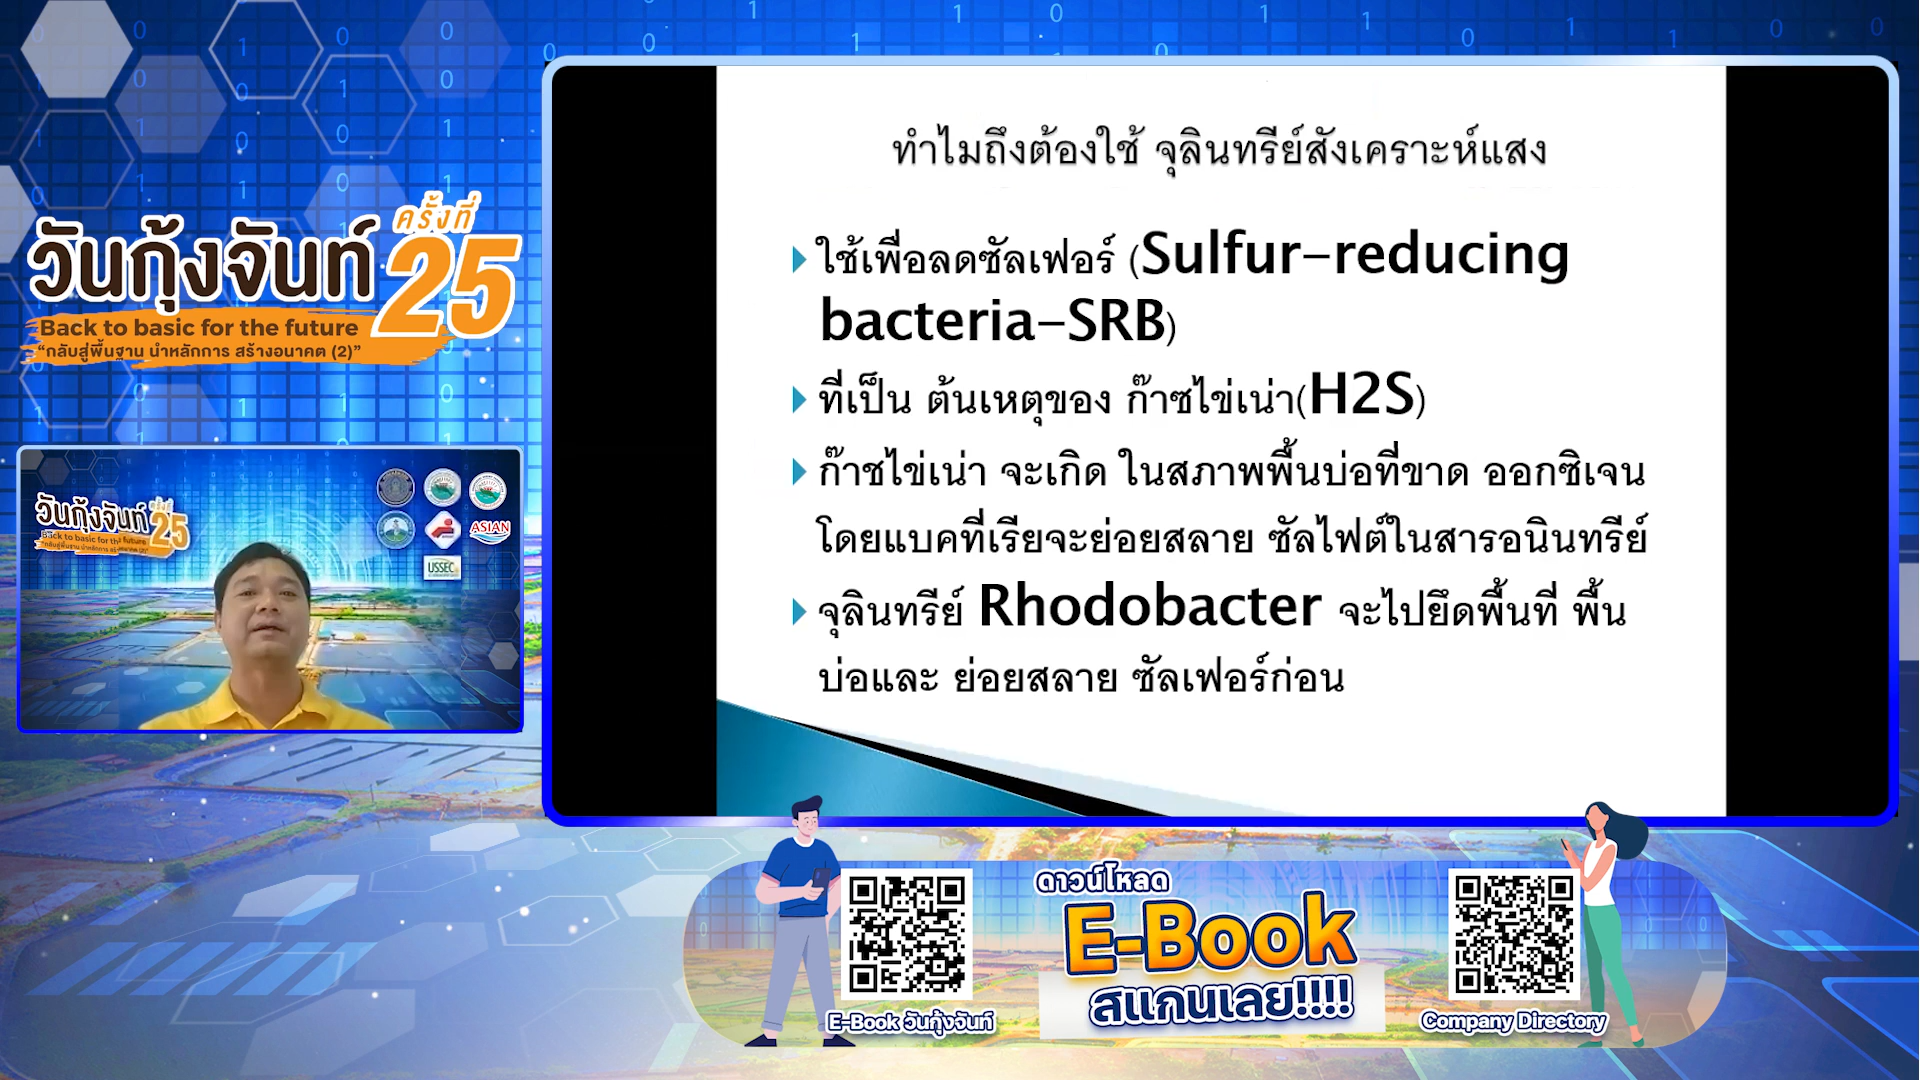 ครั้งที่
วันกุ้งจันท์ 25
Back to basic for the future
“กลับสู่พื้นฐาน นำหลักการ สร้างอนาคต (2)”
ทำไมถึงต้องใช้ จุลินทรีย์สังเคราะห์แสง
ใช้เพื่อลดซัลเฟอร์ (Sulfur-reducing
bacteria-SRB)
ที่เป็น ต้นเหตุของ ก๊าซไข่เน่า(H2S)
ก๊าซไข่เน่า จะเกิด ในสภาพพื้นบ่อที่ขาด ออกซิเจน
โดยแบคที่เรียจะย่อยสลาย ซัลไฟต์ในสารอนินทรีย์
จุลินทรีย์ Rhodobacter จะไปยึดพื้นที่ พื้น
บ่อและ ย่อยสลาย ซัลเฟอร์ก่อน
ครั้งที่
วันกุ้งจันท์ 25
Back to basic for the future
ASIAN
USSEC
ดาวน์โหลด
E-Book
สแกนเลย!!!!
E-Book วันกุ้งจันท์
Company Directory